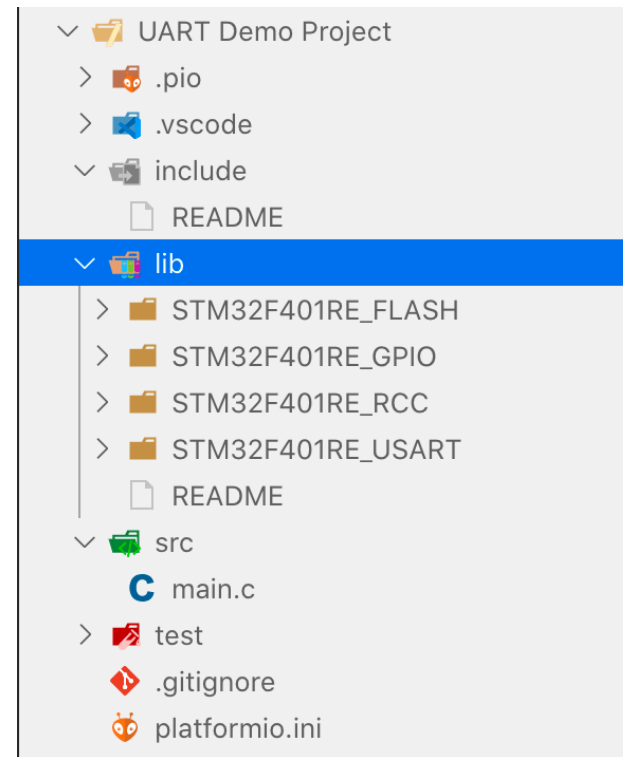 UART Demo Project
.pio
.vscode
include
README
lib
STM32F401RE_FLASH
STM32F401RE_GPIO
STM32F401RE_RCC
STM32F401RE_USART
README
src
C main.c
test
.gitignore
platformio.ini